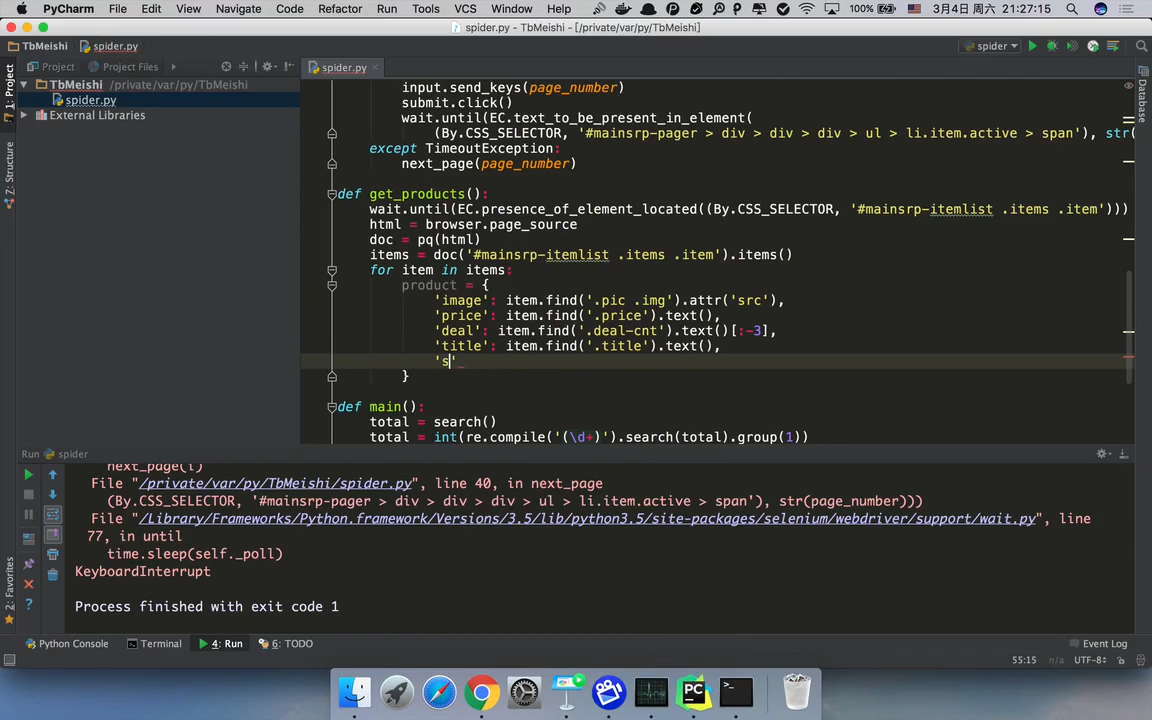 PyCharm File Edit View Navigate Code Refactor Run Tools VCS Window Help 100% 3月4日 周六 21:27:15
spider.py - TbMeishi - [/private/var/py/TbMeishi]
TbMeishi spider.py spider
1: Project Project Project Files spider.py
TbMeishi /private/var/py/TbMeishi
spider.py
External Libraries
7: Structure
2: Favorites
Database
input.send_keys(page_number)
submit.click()
wait.until(EC.text_to_be_present_in_element(
(By.CSS_SELECTOR, '#mainsrp-pager > div > div > div > ul > li.item.active > span'), str(
except TimeoutException:
next_page(page_number)
def get_products():
wait.until(EC.presence_of_element_located((By.CSS_SELECTOR, '#mainsrp-itemlist .items .item')))
html = browser.page_source
doc = pq(html)
items = doc('#mainsrp-itemlist .items .item').items()
for item in items:
product = {
'image': item.find('.pic .img').attr('src'),
'price': item.find('.price').text(),
'deal': item.find('.deal-cnt').text()[:-3],
'title': item.find('.title').text(),
's'
}
def main():
total = search()
total = int(re.compile('(\d+)').search(total).group(1))
Run spider
next_page(i)
File "/private/var/py/TbMeishi/spider.py", line 40, in next_page
(By.CSS_SELECTOR, '#mainsrp-pager > div > div > div > ul > li.item.active > span'), str(page_number)))
File "/Library/Frameworks/Python.framework/Versions/3.5/lib/python3.5/site-packages/selenium/webdriver/support/wait.py", line
77, in until
time.sleep(self._poll)
KeyboardInterrupt
Process finished with exit code 1
Python Console Terminal 4: Run 6: TODO Event Log
55:15 n/a UTF-8